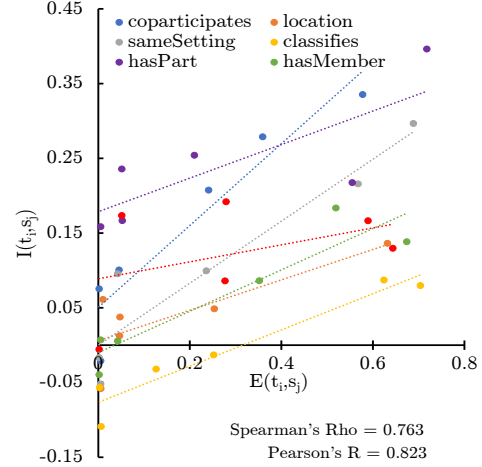 coparticipates
location
sameSetting
classifies
hasPart
hasMember
0.45
0.35
0.25
0.15
0.05
-0.05
-0.15
I(tᵢ,sⱼ)
0
0.2
0.4
0.6
0.8
E(tᵢ,sⱼ)
Spearman's Rho = 0.763
Pearson's R = 0.823